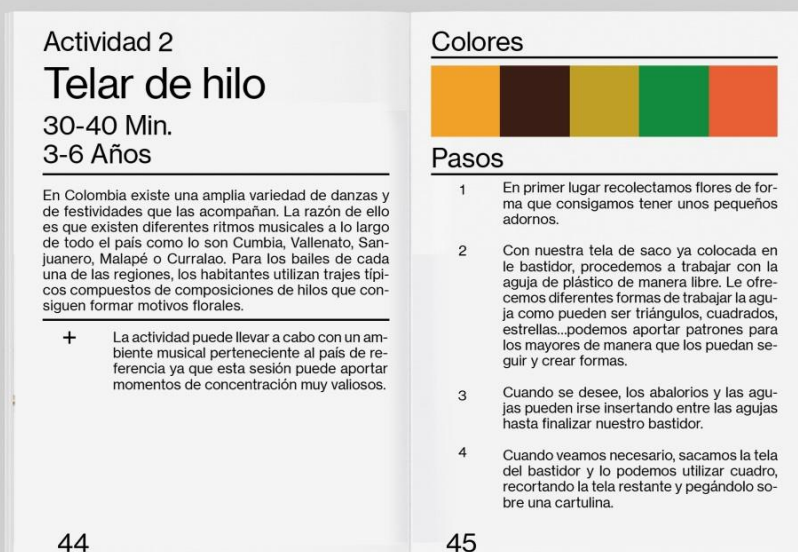 Actividad 2
Telar de hilo
30-40 Min.
3-6 Años
En Colombia existe una amplia variedad de danzas y
de festividades que las acompañan. La razón de ello
es que existen diferentes ritmos musicales a lo largo
de todo el país como lo son Cumbia, Vallenato, San-
juanero, Malapé o Curralao. Para los bailes de cada
una de las regiones, los habitantes utilizan trajes típi-
cos compuestos de composiciones de hilos que con-
siguen formar motivos florales.
+ La actividad puede llevar a cabo con un am-
biente musical perteneciente al país de re-
ferencia ya que esta sesión puede aportar
momentos de concentración muy valiosos.
44
Colores
Pasos
1 En primer lugar recolectamos flores de for-
ma que consigamos tener unos pequeños
adornos.
2 Con nuestra tela de saco ya colocada en
le bastidor, procedemos a trabajar con la
aguja de plástico de manera libre. Le ofre-
cemos diferentes formas de trabajar la agu-
ja como pueden ser triángulos, cuadrados,
estrellas...podemos aportar patrones para
los mayores de manera que los puedan se-
guir y crear formas.
3 Cuando se desee, los abalorios y las agu-
jas pueden irse insertando entre las agujas
hasta finalizar nuestro bastidor.
4 Cuando veamos necesario, sacamos la tela
del bastidor y lo podemos utilizar cuadro,
recortando la tela restante y pegándolo so-
bre una cartulina.
45